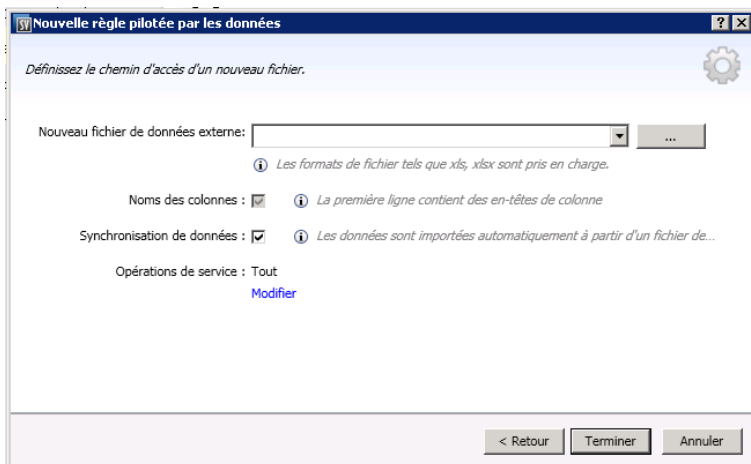 SV Nouvelle règle pilotée par les données
Définissez le chemin d'accès d'un nouveau fichier.
Nouveau fichier de données externe:
...
Les formats de fichier tels que xls, xlsx sont pris en charge.
Noms des colonnes : La première ligne contient des en-têtes de colonne
Synchronisation de données : Les données sont importées automatiquement à partir d'un fichier de...
Opérations de service : Tout
Modifier
< Retour Terminer Annuler